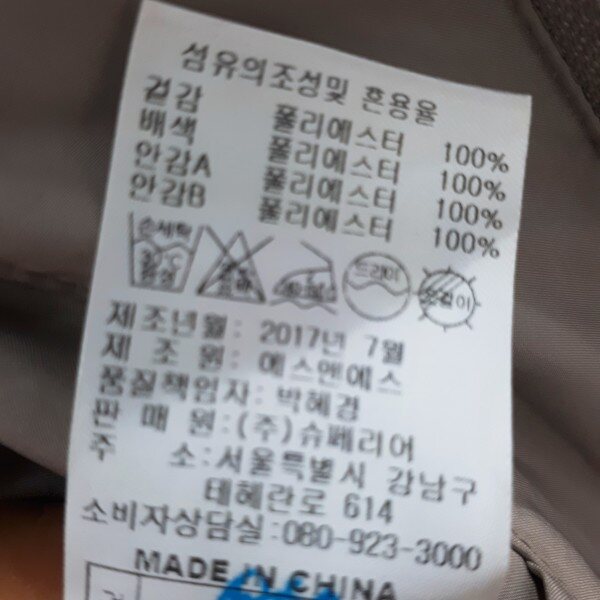 섬유의조성및 혼용율
겉감 폴리에스터 100%
배색 폴리에스터 100%
안감A 폴리에스터 100%
안감B 폴리에스터 100%
손세탁 드라이 옷걸이
30℃
중성
제조년월: 2017년 7월
제 조 원: 에스앤에스
품질책임자: 박혜경
판 매 원:(주)슈페리어
주 소:서울특별시 강남구
테헤란로 614
소비자상담실:080-923-3000
MADE IN CHINA